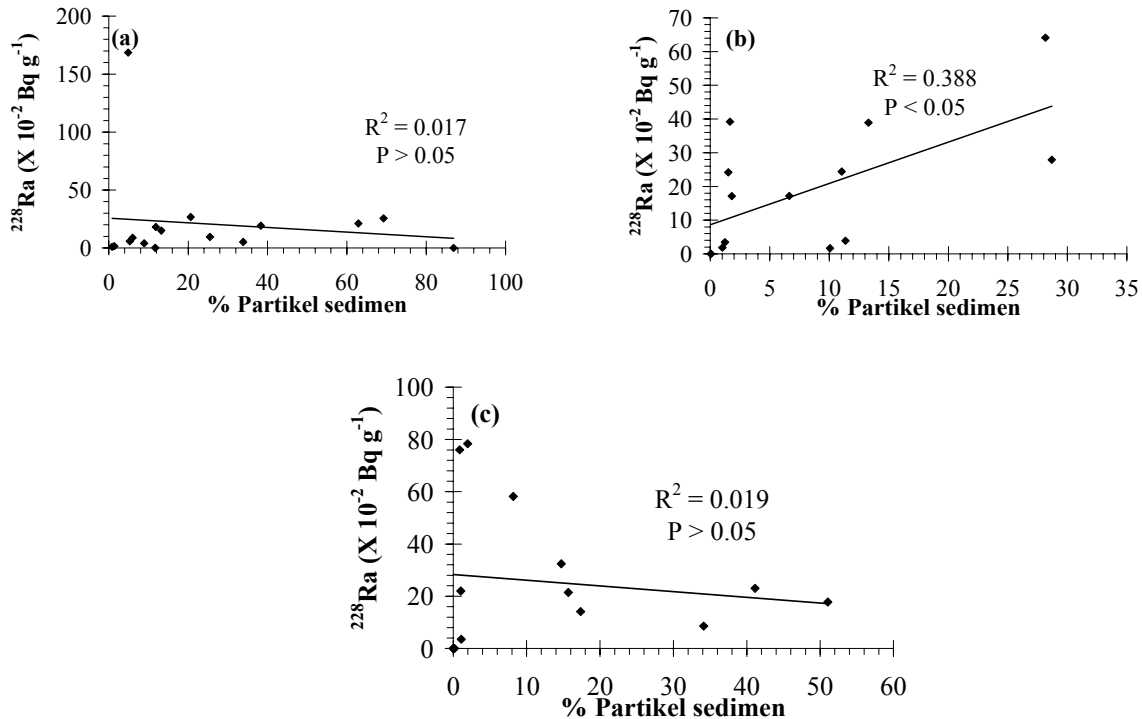 (a)
²²⁸Ra (X 10⁻² Bq g⁻¹)
200
150
100
50
0
R² = 0.017
P > 0.05
0 20 40 60 80 100
% Partikel sedimen
(b)
²²⁸Ra (X 10⁻² Bq g⁻¹)
70
60
50
40
30
20
10
0
R² = 0.388
P < 0.05
0 5 10 15 20 25 30 35
% Partikel sedimen
(c)
²²⁸Ra (X 10⁻² Bq g⁻¹)
100
80
60
40
20
0
R² = 0.019
P > 0.05
0 10 20 30 40 50 60
% Partikel sedimen